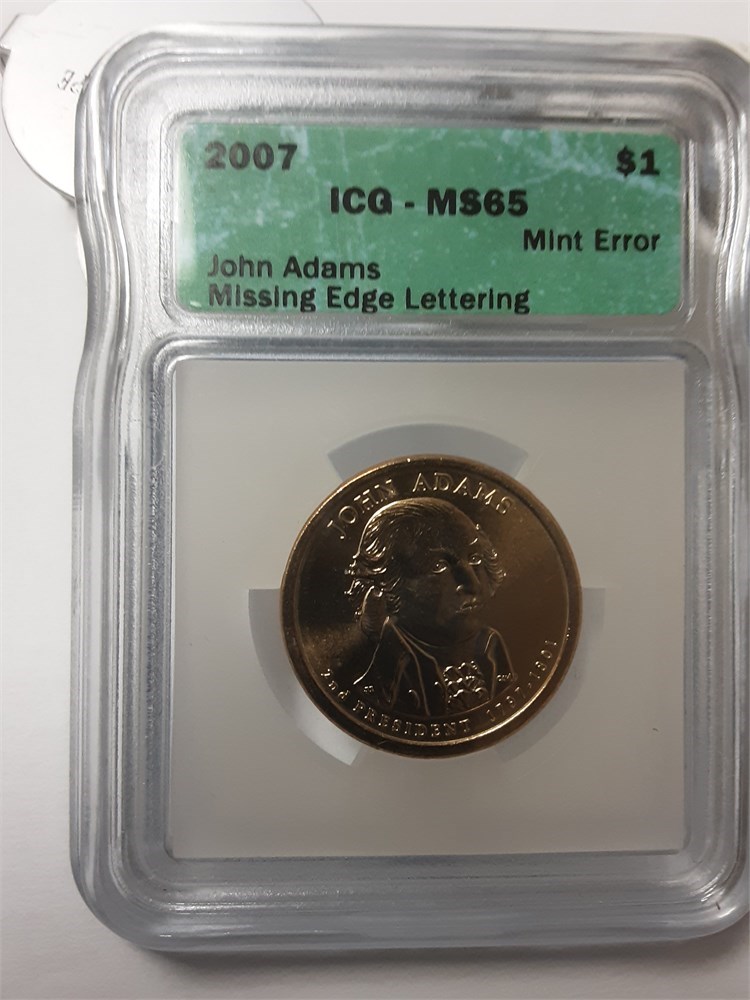 2007 $1
ICG - MS65
Mint Error
John Adams
Missing Edge Lettering
JOHN ADAMS
2nd PRESIDENT 1797-1801